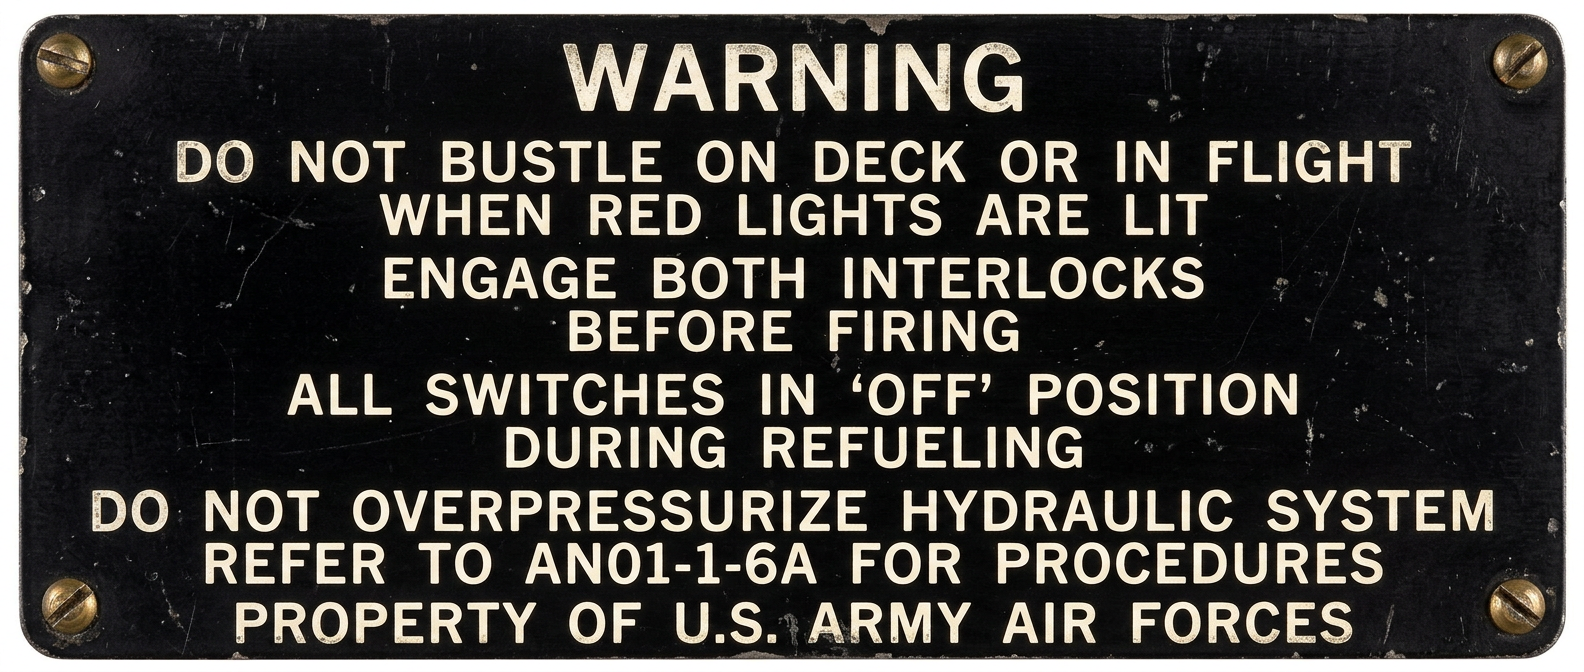 WARNING
DO NOT BUSTLE ON DECK OR IN FLIGHT
WHEN RED LIGHTS ARE LIT
ENGAGE BOTH INTERLOCKS
BEFORE FIRING
ALL SWITCHES IN ‘OFF’ POSITION
DURING REFUELING
DO NOT OVERPRESSURIZE HYDRAULIC SYSTEM
REFER TO AN01-1-6A FOR PROCEDURES
PROPERTY OF U.S. ARMY AIR FORCES